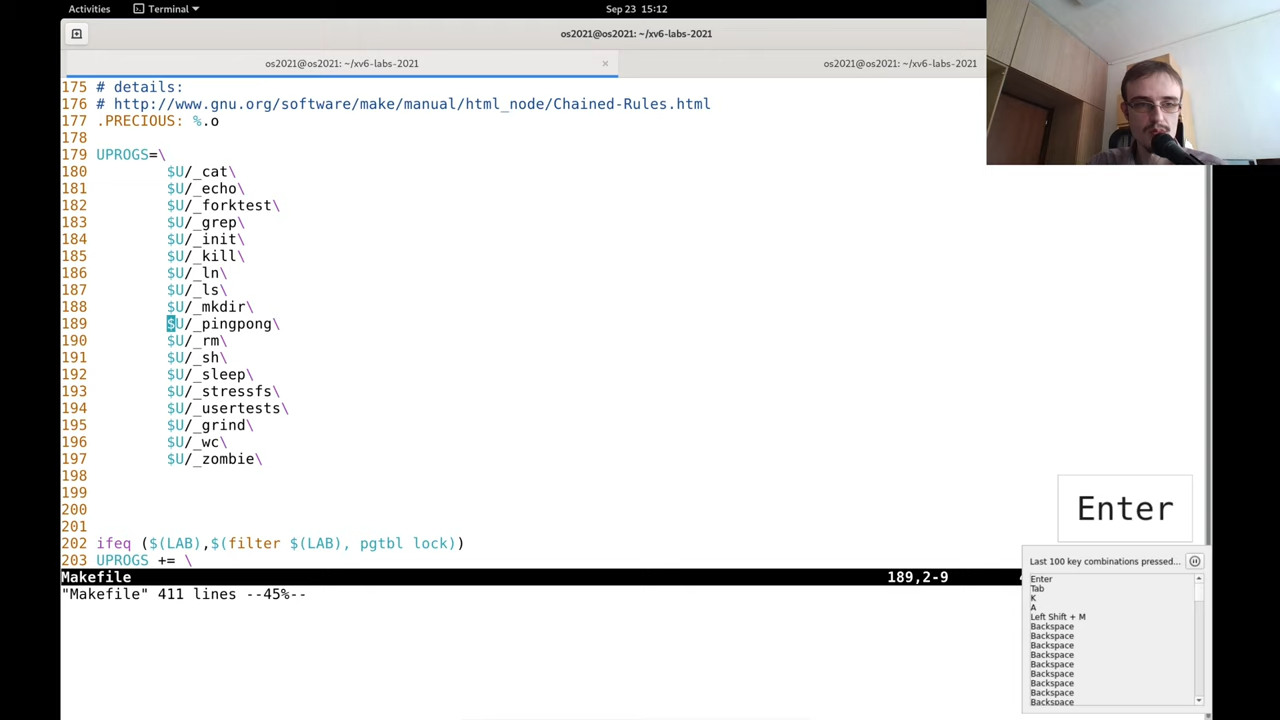 Activities
Terminal
Sep 23 15:12
os2021@os2021: ~/xv6-labs-2021
os2021@os2021: ~/xv6-labs-2021
×
os2021@os2021: ~/xv6-labs-2021
175 # details:
176 # http://www.gnu.org/software/make/manual/html_node/Chained-Rules.html
177 .PRECIOUS: %.o
178
179 UPROGS=\
180 $U/_cat\
181 $U/_echo\
182 $U/_forktest\
183 $U/_grep\
184 $U/_init\
185 $U/_kill\
186 $U/_ln\
187 $U/_ls\
188 $U/_mkdir\
189 $U/_pingpong\
190 $U/_rm\
191 $U/_sh\
192 $U/_sleep\
193 $U/_stressfs\
194 $U/_usertests\
195 $U/_grind\
196 $U/_wc\
197 $U/_zombie\
198
199
200
201
202 ifeq ($(LAB),$(filter $(LAB), pgtbl lock))
203 UPROGS += \
Makefile 189,2-9
"Makefile" 411 lines --45%--
Enter
Last 100 key combinations pressed...
Enter
Tab
K
A
Left Shift + M
Backspace
Backspace
Backspace
Backspace
Backspace
Backspace
Backspace
Backspace
Backspace